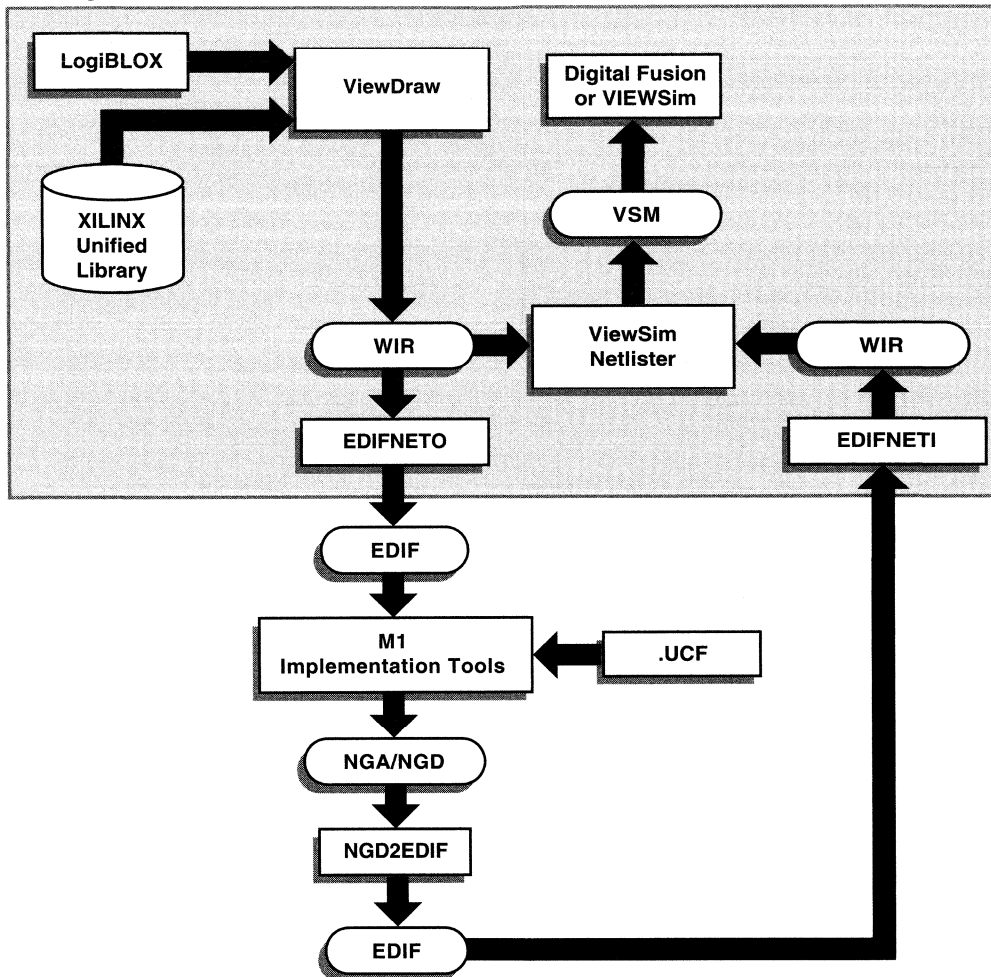 LogiBLOX
ViewDraw
Digital Fusion
or VIEWSim
XILINX
Unified
Library
VSM
WIR
ViewSim
Netlister
WIR
EDIFNETO
EDIFNETI
EDIF
M1
Implementation Tools
.UCF
NGA/NGD
NGD2EDIF
EDIF